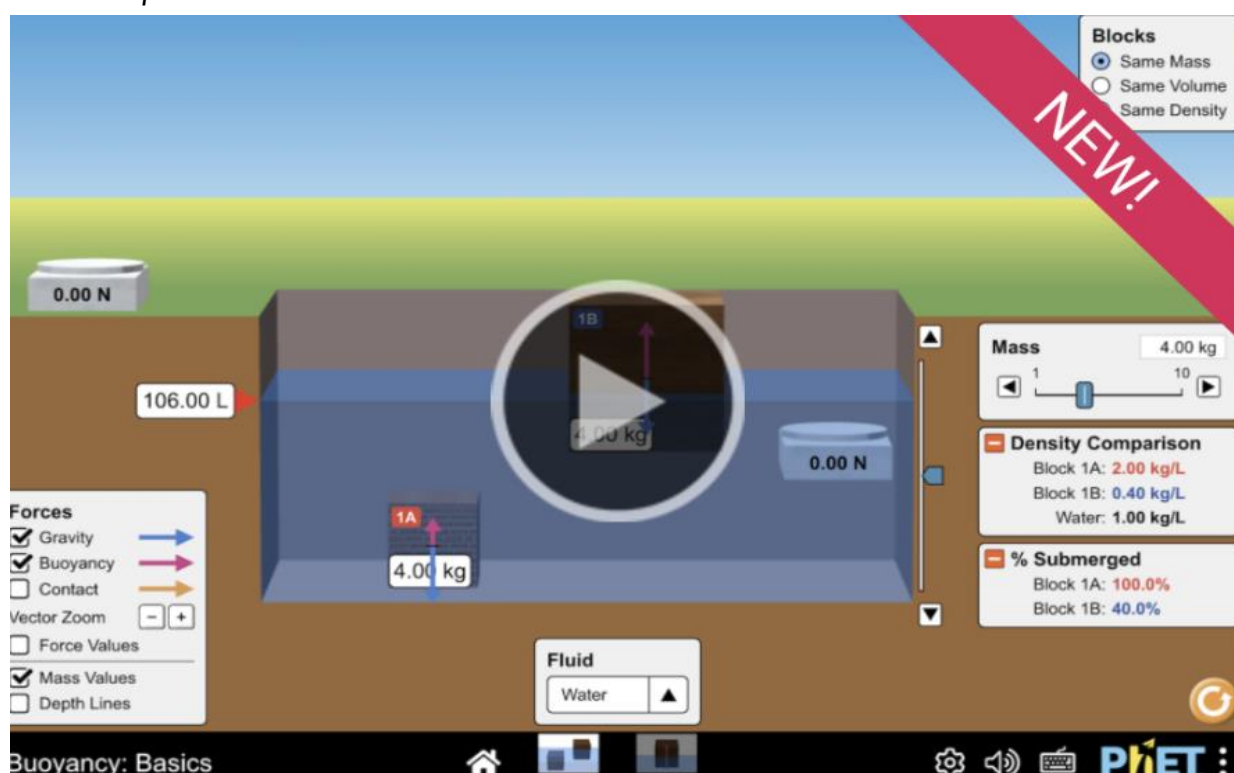 Blocks
Same Mass
Same Volume
Same Density
NEW!
0.00 N
1B
106.00 L
4.00 kg
0.00 N
1A
4.00 kg
Mass 4.00 kg
1 10
Density Comparison
Block 1A: 2.00 kg/L
Block 1B: 0.40 kg/L
Water: 1.00 kg/L
% Submerged
Block 1A: 100.0%
Block 1B: 40.0%
Forces
Gravity
Buoyancy
Contact
Vector Zoom - +
Force Values
Mass Values
Depth Lines
Fluid
Water
Buoyancy: Basics
PhET